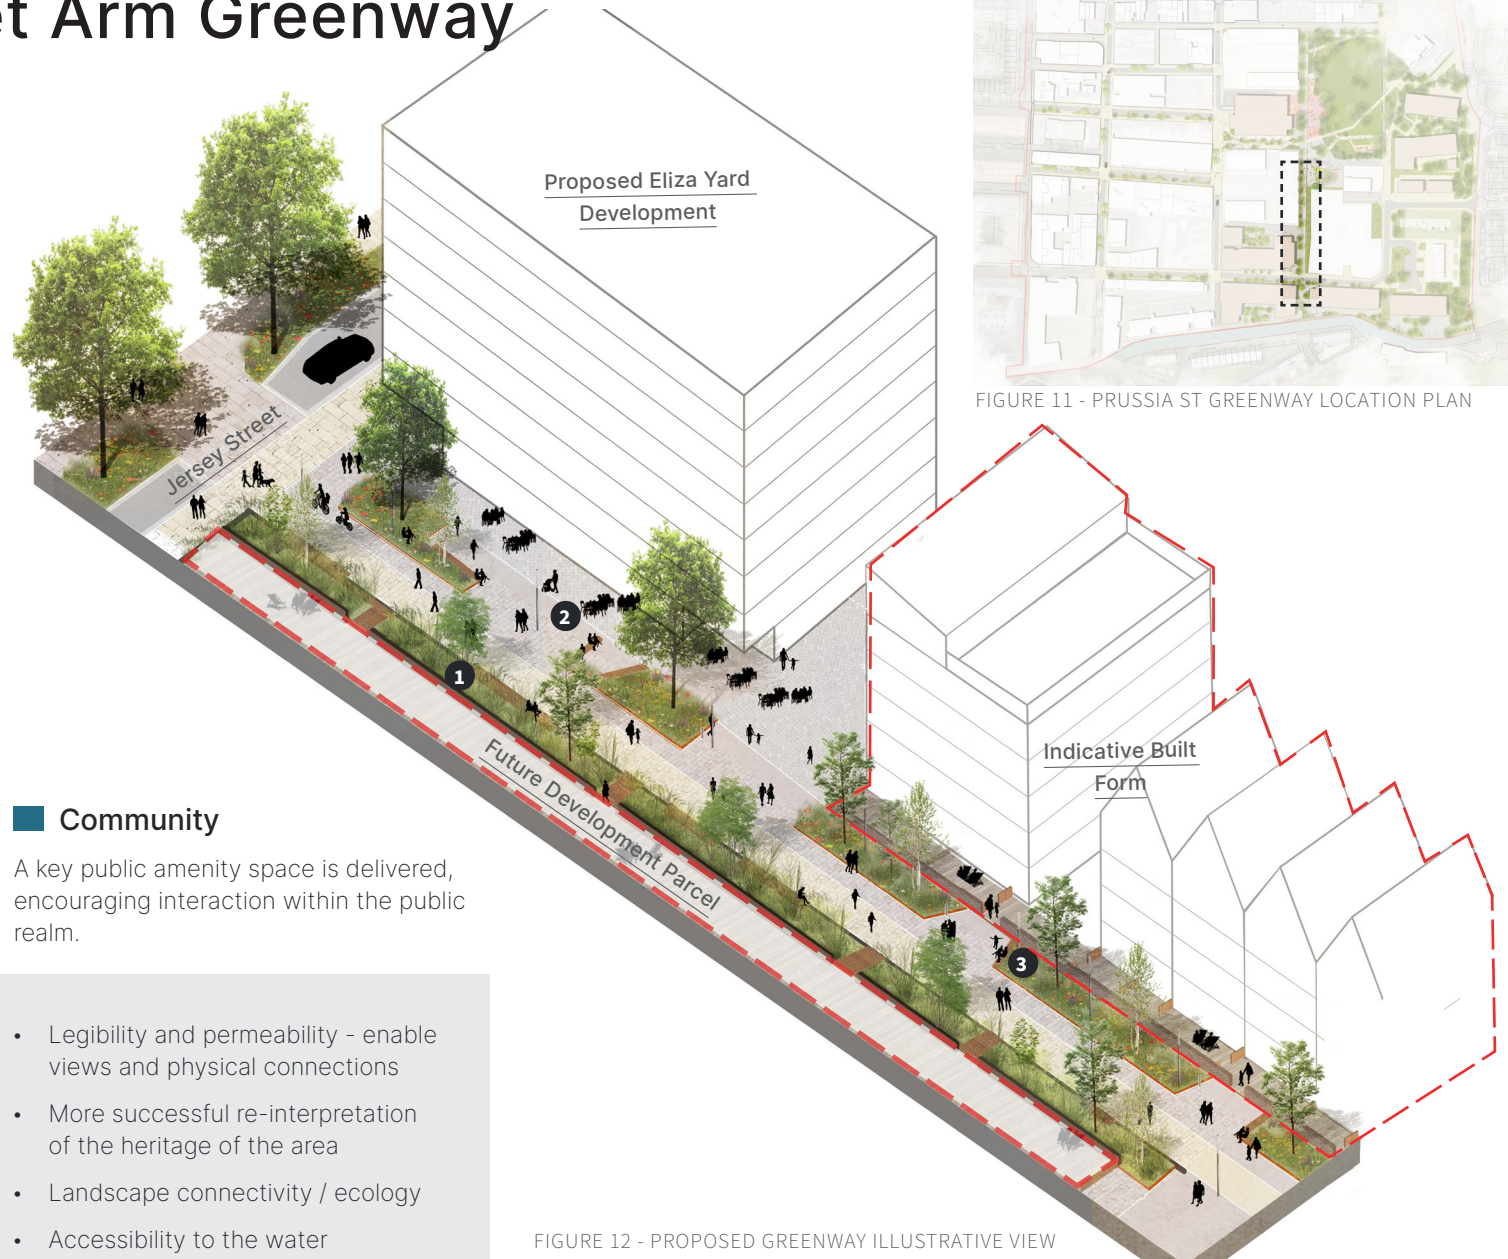 et Arm Greenway
Proposed Eliza Yard
Development
FIGURE 11 - PRUSSIA ST GREENWAY LOCATION PLAN
Jersey Street
2
1
Future Development Parcel
Indicative Built
Form
3
Community
A key public amenity space is delivered,
encouraging interaction within the public
realm.
• Legibility and permeability - enable
views and physical connections
• More successful re-interpretation
of the heritage of the area
• Landscape connectivity / ecology
• Accessibility to the water
FIGURE 12 - PROPOSED GREENWAY ILLUSTRATIVE VIEW